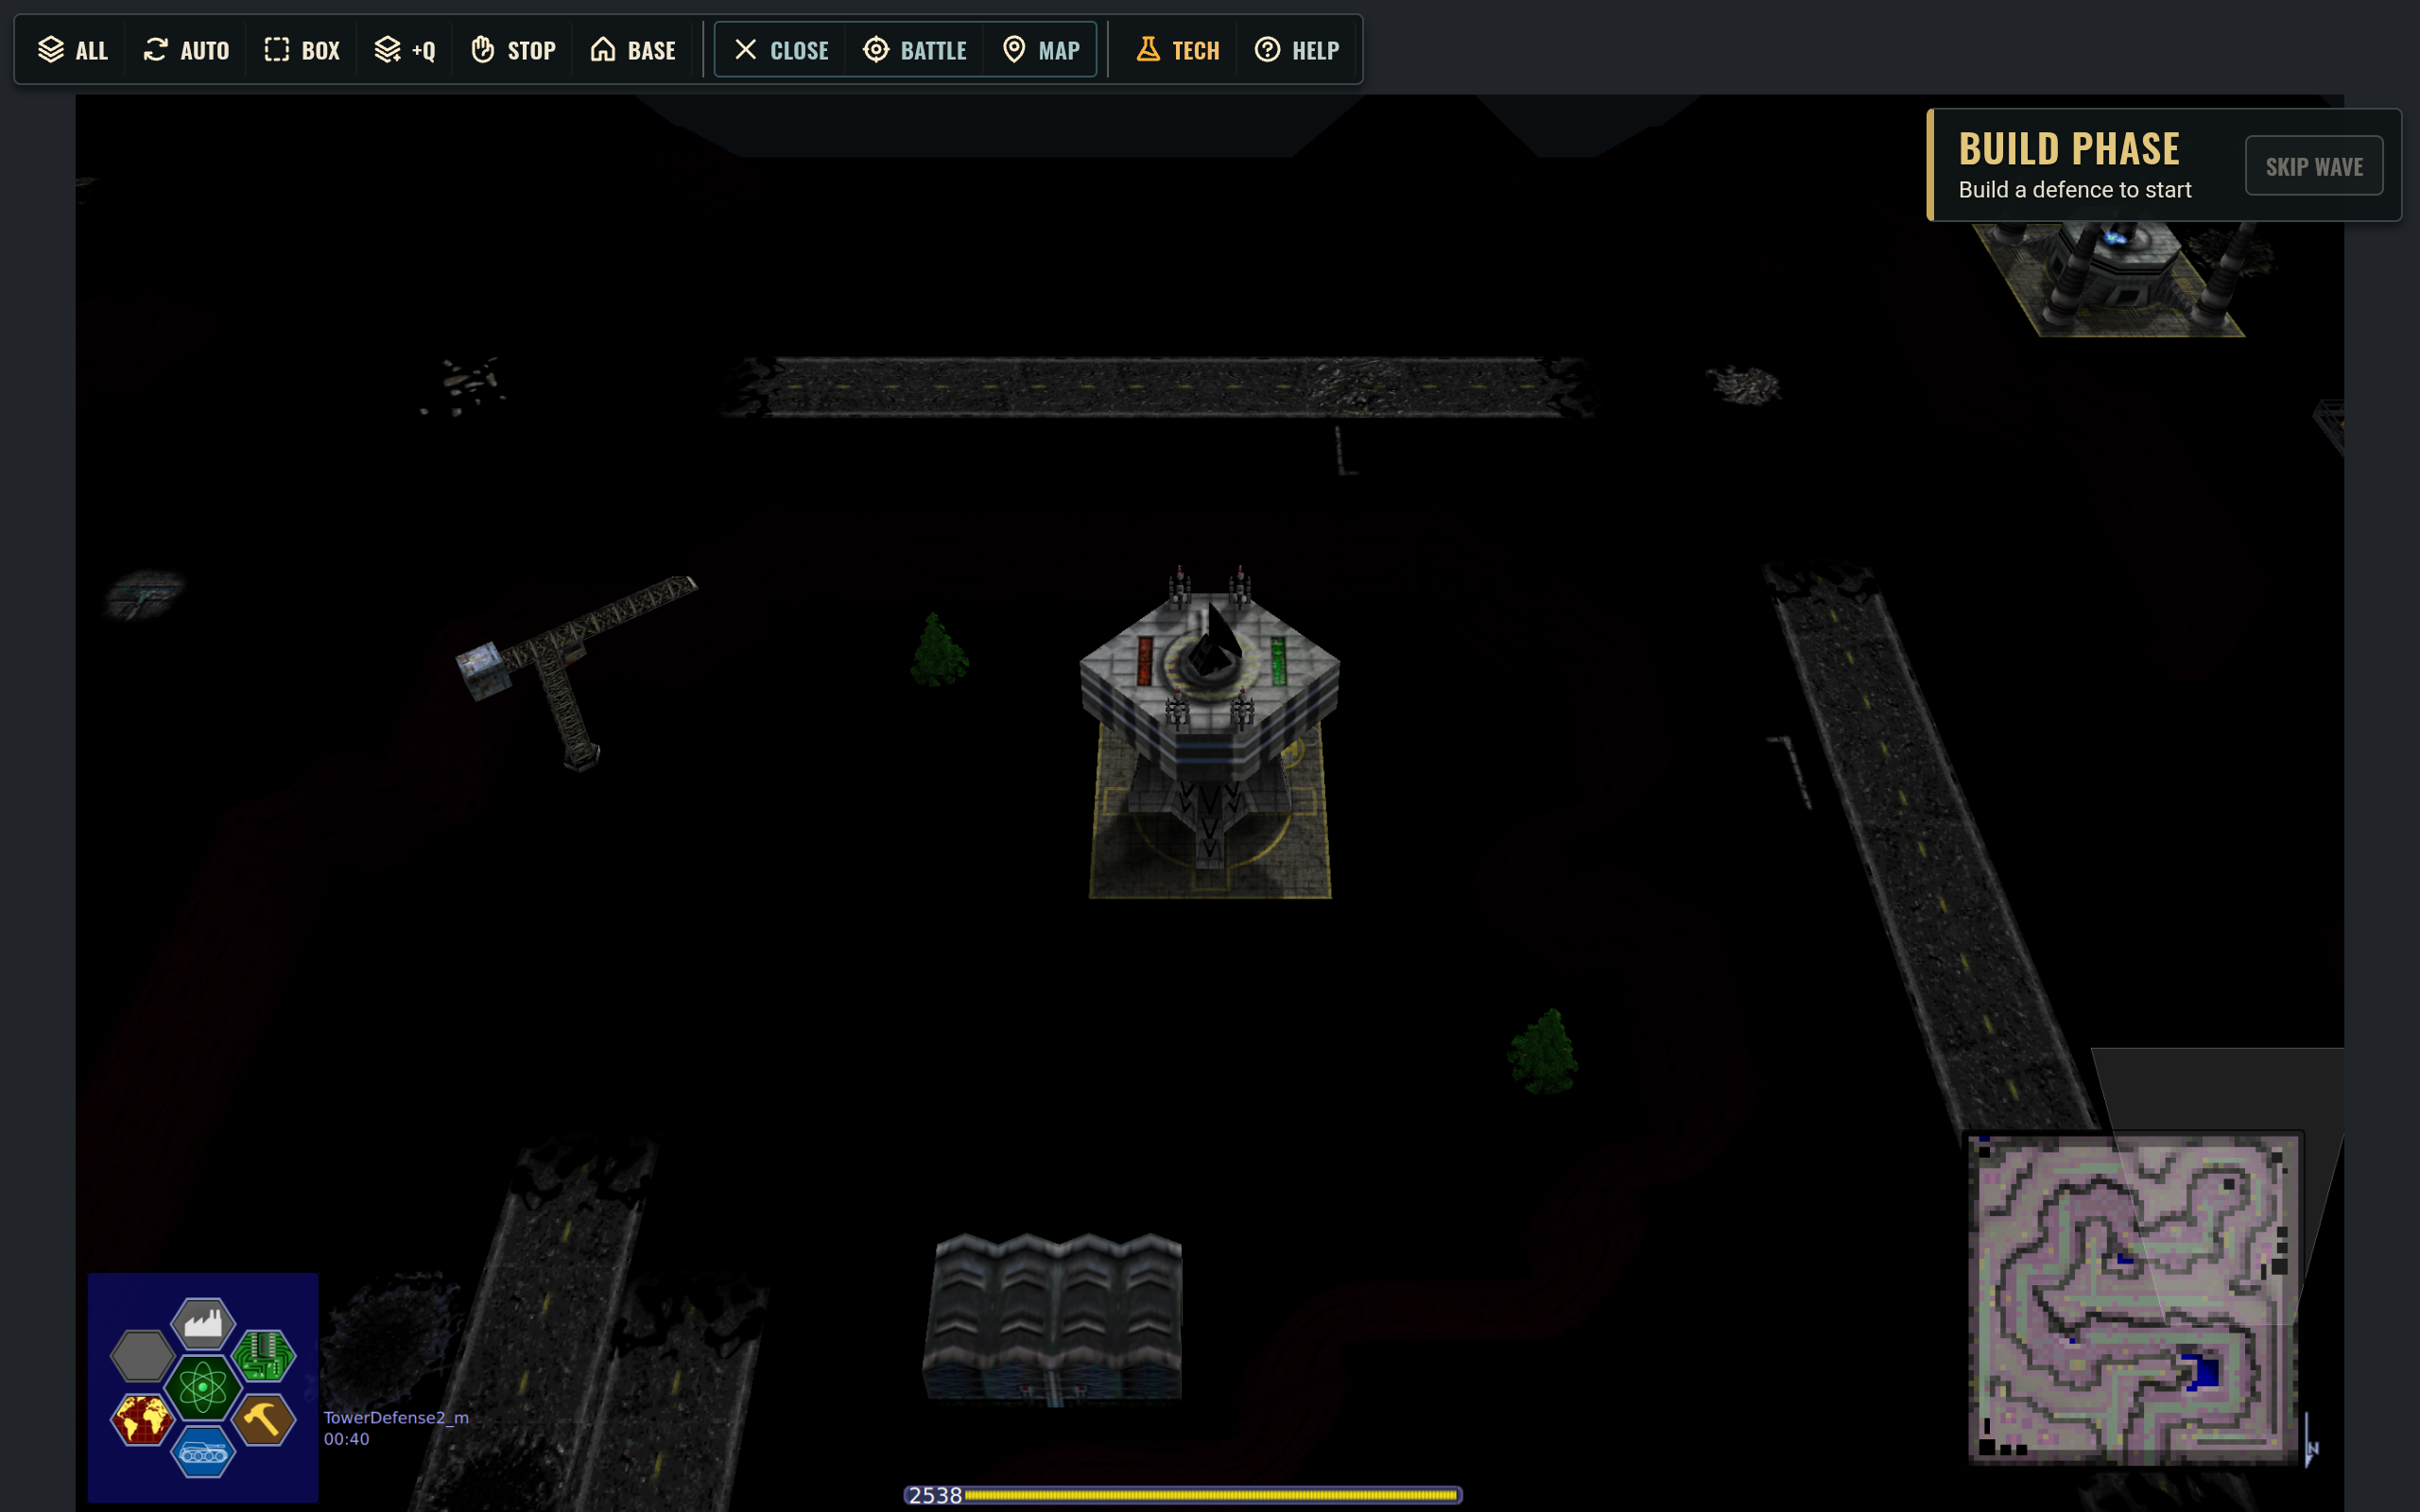 ALL AUTO BOX +Q STOP BASE CLOSE BATTLE MAP TECH HELP
BUILD PHASE
Build a defence to start
SKIP WAVE
TowerDefense2_m
00:40
N
2538